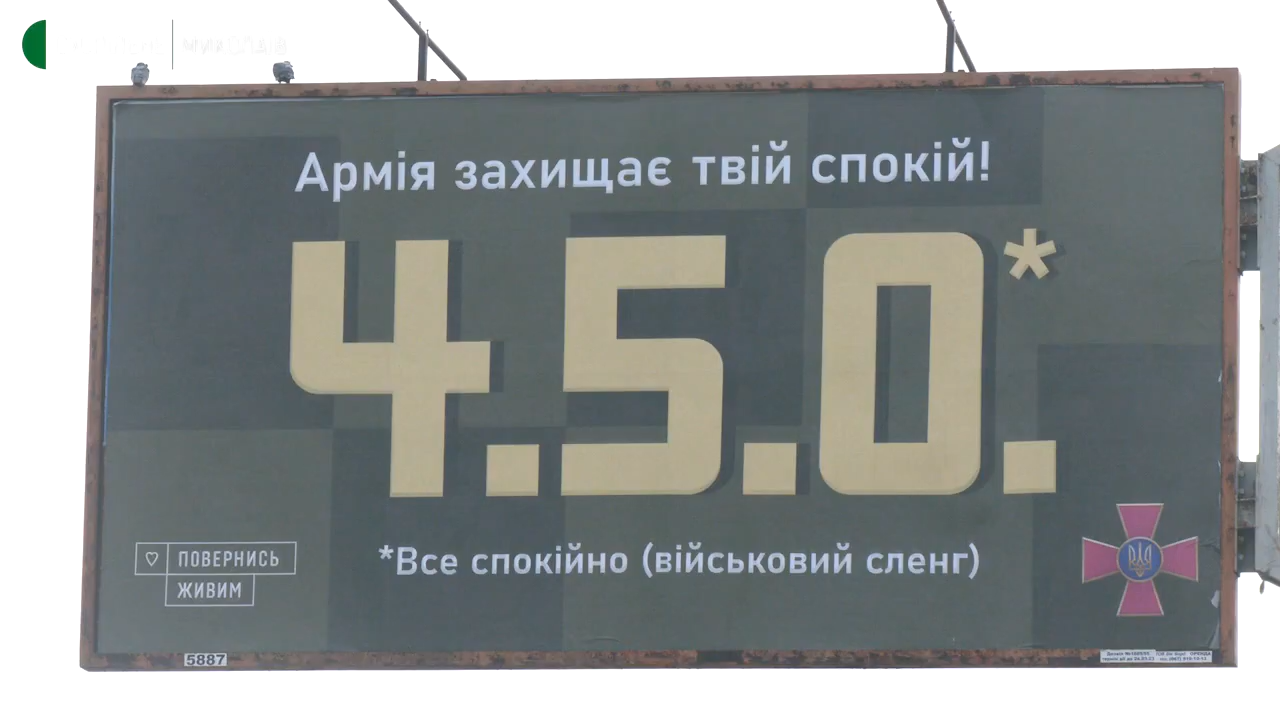 Армія захищає твій спокій!
4.5.0.*
*Все спокійно (військовий сленг)
ПОВЕРНИСЬ
ЖИВИМ
5887